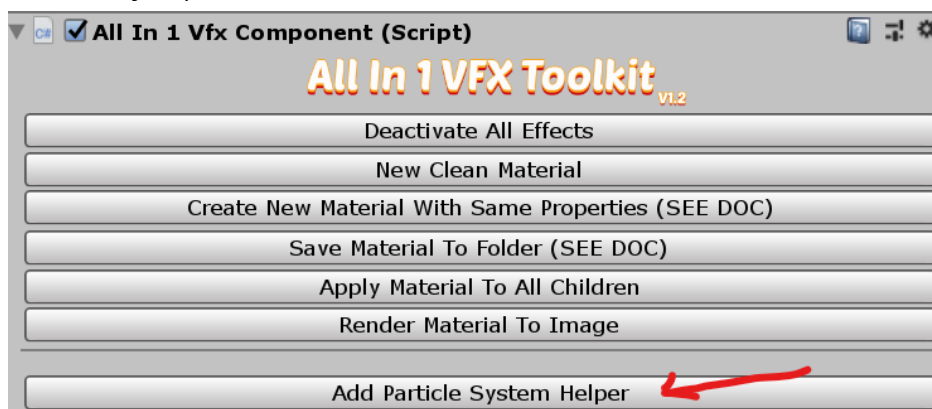 All In 1 Vfx Component (Script)
All In 1 VFX Toolkit V1.2
Deactivate All Effects
New Clean Material
Create New Material With Same Properties (SEE DOC)
Save Material To Folder (SEE DOC)
Apply Material To All Children
Render Material To Image
Add Particle System Helper